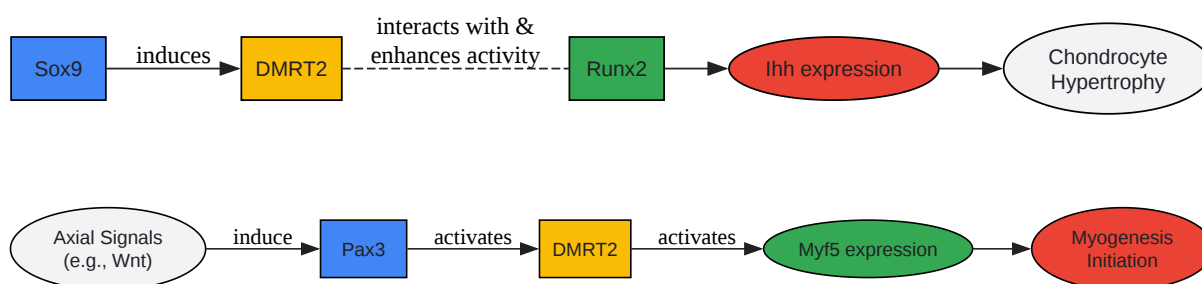 Sox9
induces
DMRT2
interacts with &
enhances activity
Runx2
Ihh expression
Chondrocyte
Hypertrophy
Axial Signals
(e.g., Wnt)
induce
Pax3
activates
DMRT2
activates
Myf5 expression
Myogenesis
Initiation